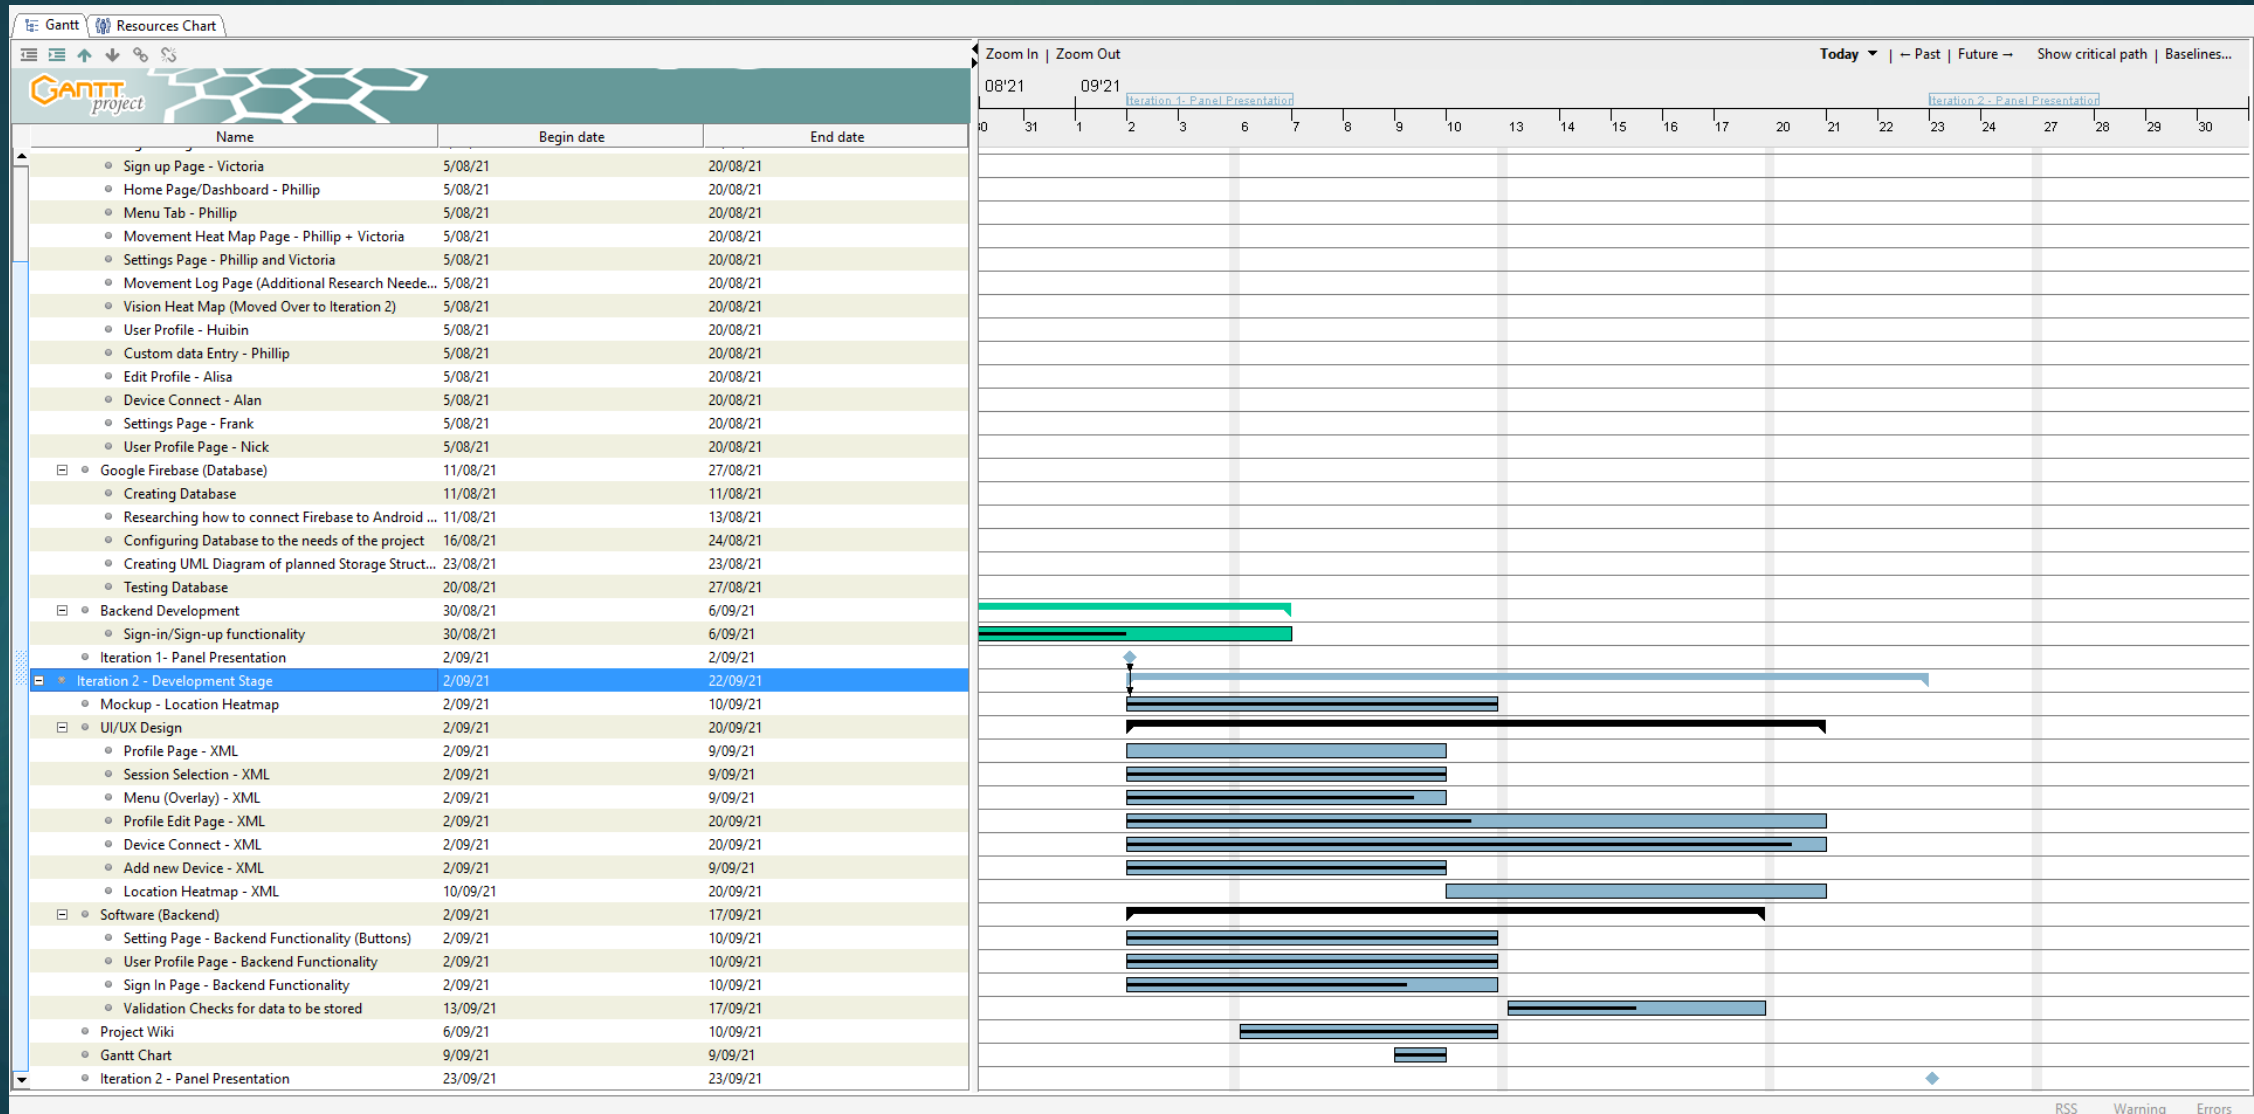 Gantt Resources Chart
Zoom In | Zoom Out Today | ← Past | Future → Show critical path | Baselines...
GANTT project
08'21 09'21
Iteration 1- Panel Presentation Iteration 2 - Panel Presentation
30 31 1 2 3 6 7 8 9 10 13 14 15 16 17 20 21 22 23 24 27 28 29 30
Name Begin date End date
Sign up Page - Victoria 5/08/21 20/08/21
Home Page/Dashboard - Phillip 5/08/21 20/08/21
Menu Tab - Phillip 5/08/21 20/08/21
Movement Heat Map Page - Phillip + Victoria 5/08/21 20/08/21
Settings Page - Phillip and Victoria 5/08/21 20/08/21
Movement Log Page (Additional Research Neede... 5/08/21 20/08/21
Vision Heat Map (Moved Over to Iteration 2) 5/08/21 20/08/21
User Profile - Huibin 5/08/21 20/08/21
Custom data Entry - Phillip 5/08/21 20/08/21
Edit Profile - Alisa 5/08/21 20/08/21
Device Connect - Alan 5/08/21 20/08/21
Settings Page - Frank 5/08/21 20/08/21
User Profile Page - Nick 5/08/21 20/08/21
Google Firebase (Database) 11/08/21 27/08/21
Creating Database 11/08/21 11/08/21
Researching how to connect Firebase to Android ... 11/08/21 13/08/21
Configuring Database to the needs of the project 16/08/21 24/08/21
Creating UML Diagram of planned Storage Struct... 23/08/21 23/08/21
Testing Database 20/08/21 27/08/21
Backend Development 30/08/21 6/09/21
Sign-in/Sign-up functionality 30/08/21 6/09/21
Iteration 1- Panel Presentation 2/09/21 2/09/21
Iteration 2 - Development Stage 2/09/21 22/09/21
Mockup - Location Heatmap 2/09/21 10/09/21
UI/UX Design 2/09/21 20/09/21
Profile Page - XML 2/09/21 9/09/21
Session Selection - XML 2/09/21 9/09/21
Menu (Overlay) - XML 2/09/21 9/09/21
Profile Edit Page - XML 2/09/21 20/09/21
Device Connect - XML 2/09/21 20/09/21
Add new Device - XML 2/09/21 9/09/21
Location Heatmap - XML 10/09/21 20/09/21
Software (Backend) 2/09/21 17/09/21
Setting Page - Backend Functionality (Buttons) 2/09/21 10/09/21
User Profile Page - Backend Functionality 2/09/21 10/09/21
Sign In Page - Backend Functionality 2/09/21 10/09/21
Validation Checks for data to be stored 13/09/21 17/09/21
Project Wiki 6/09/21 10/09/21
Gantt Chart 9/09/21 9/09/21
Iteration 2 - Panel Presentation 23/09/21 23/09/21
RSS Warning Errors